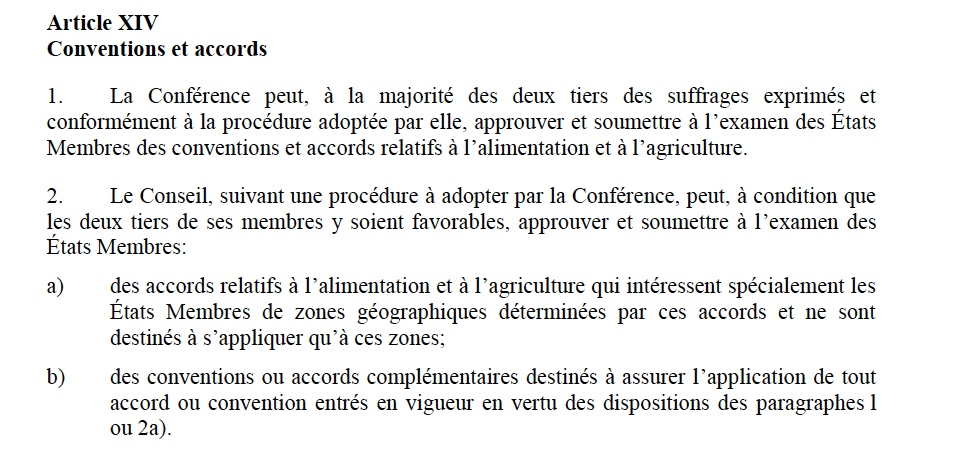 Article XIV
Conventions et accords
1. La Conférence peut, à la majorité des deux tiers des suffrages exprimés et
conformément à la procédure adoptée par elle, approuver et soumettre à l’examen des États
Membres des conventions et accords relatifs à l’alimentation et à l’agriculture.
2. Le Conseil, suivant une procédure à adopter par la Conférence, peut, à condition que
les deux tiers de ses membres y soient favorables, approuver et soumettre à l’examen des
États Membres:
a) des accords relatifs à l’alimentation et à l’agriculture qui intéressent spécialement les
États Membres de zones géographiques déterminées par ces accords et ne sont
destinés à s’appliquer qu’à ces zones;
b) des conventions ou accords complémentaires destinés à assurer l’application de tout
accord ou convention entrés en vigueur en vertu des dispositions des paragraphes 1
ou 2a).